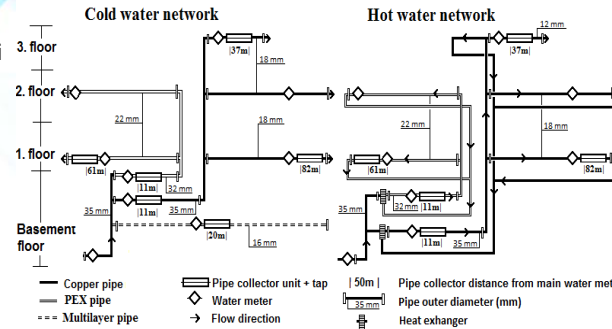 Cold water network
Hot water network
i
3. floor
2. floor
1. floor
Basement
floor
|37m|
18 mm
22 mm
18 mm
|61m|
|82m|
|11m|
32 mm
|11m|
35 mm
35 mm
|20m|
16 mm
12 mm
|37m|
22 mm
18 mm
|61m|
|82m|
35 mm
32 mm
|11m|
|11m|
35 mm
Copper pipe
PEX pipe
Multilayer pipe
Pipe collector unit + tap
Water meter
Flow direction
|50m| Pipe collector distance from main water met
35 mm Pipe outer diameter (mm)
Heat exhanger